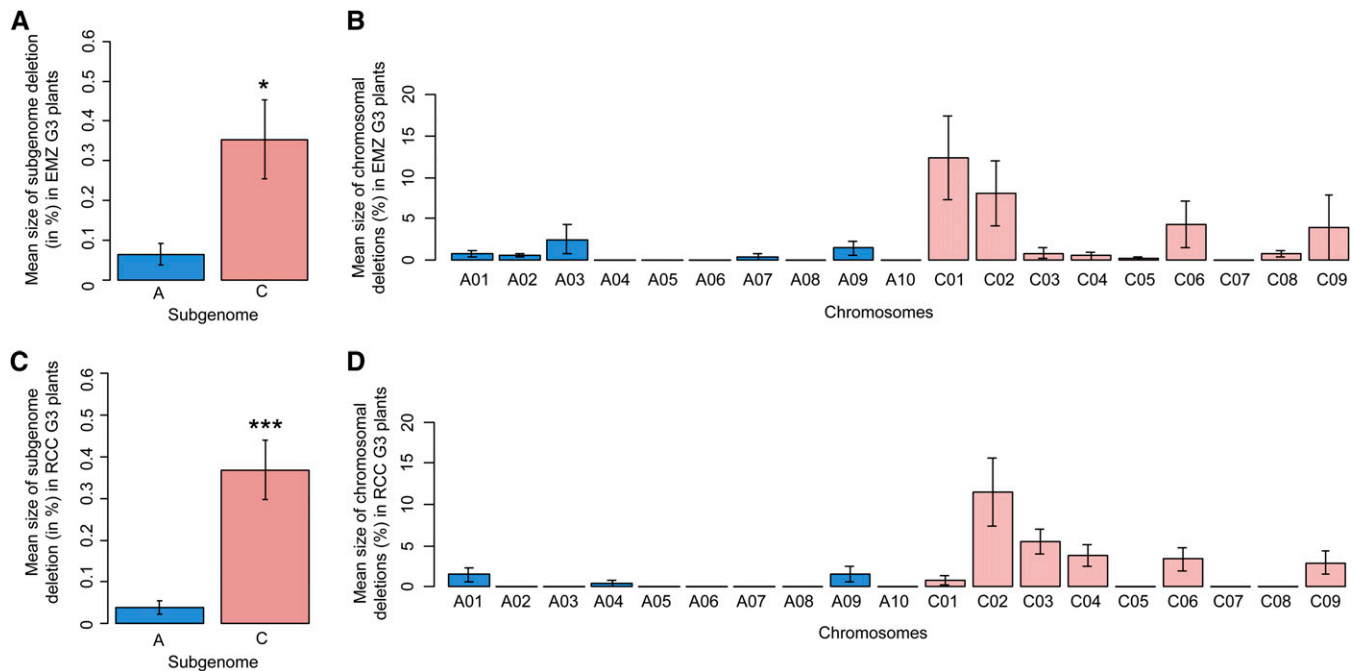 A
Mean size of subgenome deletion
(in %) in EMZ G3 plants
0.6
0.5
0.4
0.3
0.2
0.1
0
*
A C
Subgenome
B
Mean size of chromosomal
deletions (%) in EMZ G3 plants
20
15
10
5
0
A01 A02 A03 A04 A05 A06 A07 A08 A09 A10 C01 C02 C03 C04 C05 C06 C07 C08 C09
Chromosomes
C
Mean size of subgenome
deletion (in %) in RCC G3 plants
0.6
0.5
0.4
0.3
0.2
0.1
0
***
A C
Subgenome
D
Mean size of chromosomal
deletions (%) in RCC G3 plants
20
15
10
5
0
A01 A02 A03 A04 A05 A06 A07 A08 A09 A10 C01 C02 C03 C04 C05 C06 C07 C08 C09
Chromosomes